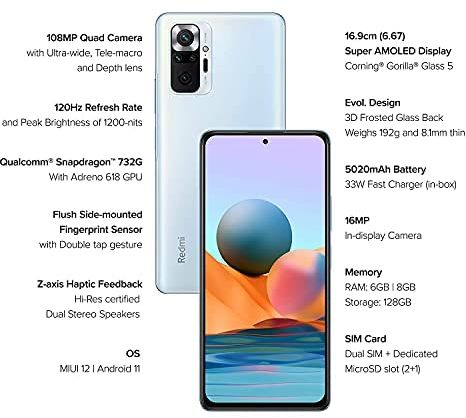 108MP Quad Camera
with Ultra-wide, Tele-macro
and Depth lens
120Hz Refresh Rate
and Peak Brightness of 1200-nits
Qualcomm® Snapdragon™ 732G
With Adreno 618 GPU
Flush Side-mounted
Fingerprint Sensor
with Double tap gesture
Z-axis Haptic Feedback
Hi-Res certified
Dual Stereo Speakers
OS
MIUI 12 | Android 11
Redmi
16.9cm (6.67)
Super AMOLED Display
Corning® Gorilla® Glass 5
Evol. Design
3D Frosted Glass Back
Weighs 192g and 8.1mm thin
5020mAh Battery
33W Fast Charger (in-box)
16MP
In-display Camera
Memory
RAM: 6GB | 8GB
Storage: 128GB
SIM Card
Dual SIM + Dedicated
MicroSD slot (2+1)